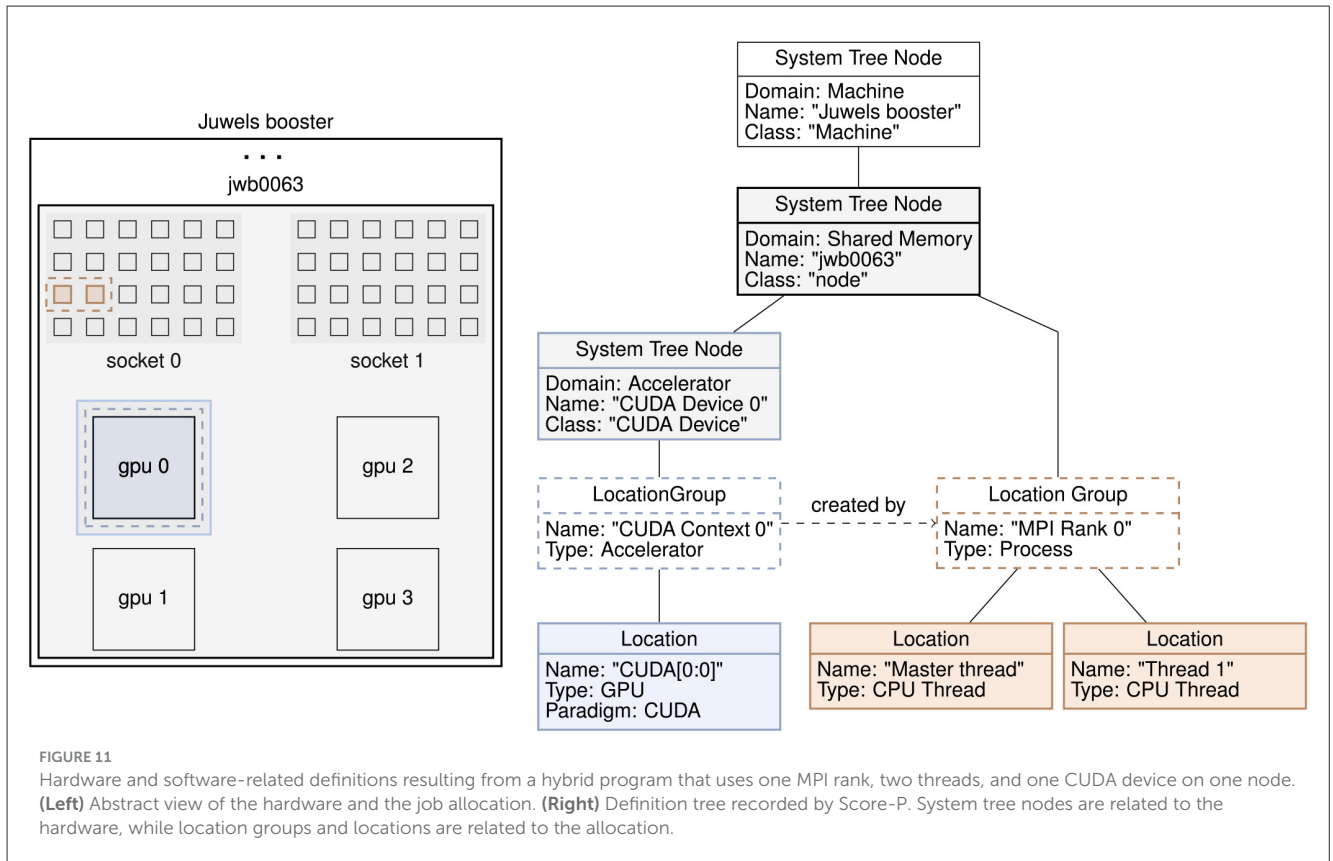 Juwels booster
. . .
jwb0063
socket 0
socket 1
gpu 0
gpu 2
gpu 1
gpu 3
System Tree Node
Domain: Machine
Name: "Juwels booster"
Class: "Machine"
System Tree Node
Domain: Shared Memory
Name: "jwb0063"
Class: "node"
System Tree Node
Domain: Accelerator
Name: "CUDA Device 0"
Class: "CUDA Device"
LocationGroup
Name: "CUDA Context 0"
Type: Accelerator
created by
Location Group
Name: "MPI Rank 0"
Type: Process
Location
Name: "CUDA[0:0]"
Type: GPU
Paradigm: CUDA
Location
Name: "Master thread"
Type: CPU Thread
Location
Name: "Thread 1"
Type: CPU Thread
FIGURE 11
Hardware and software-related definitions resulting from a hybrid program that uses one MPI rank, two threads, and one CUDA device on one node.
(Left) Abstract view of the hardware and the job allocation. (Right) Definition tree recorded by Score-P. System tree nodes are related to the
hardware, while location groups and locations are related to the allocation.